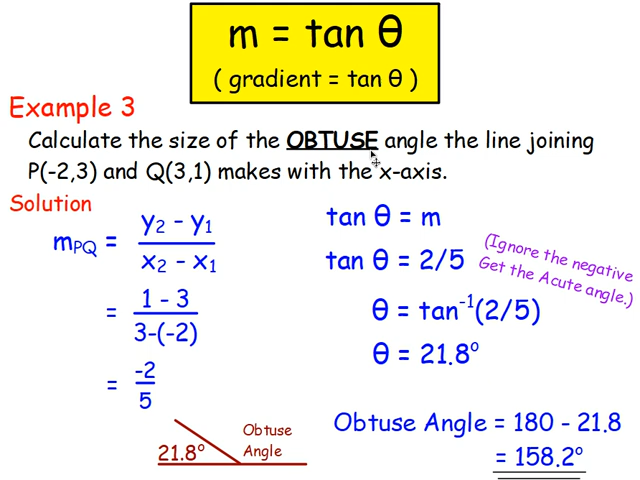 m = tan θ
( gradient = tan θ )
Example 3
Calculate the size of the OBTUSE angle the line joining
P(-2,3) and Q(3,1) makes with the x-axis.
Solution
mPQ = y2 - y1 / x2 - x1
= 1 - 3 / 3-(-2)
= -2 / 5
tan θ = m
tan θ = 2/5
(Ignore the negative
Get the Acute angle.)
θ = tan⁻¹(2/5)
θ = 21.8°
21.8°
Obtuse
Angle
Obtuse Angle = 180 - 21.8
= 158.2°